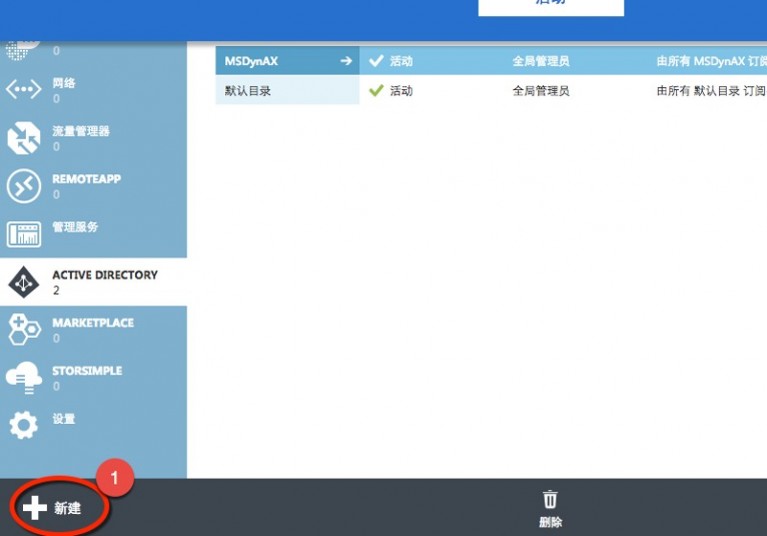 活动
0
MSDynAX
活动
全局管理员
由所有 MSDynAX 订阅
默认目录
活动
全局管理员
由所有 默认目录 订阅
网络
0
流量管理器
0
REMOTEAPP
0
管理服务
ACTIVE DIRECTORY
2
MARKETPLACE
0
STORSIMPLE
0
设置
1
新建
删除